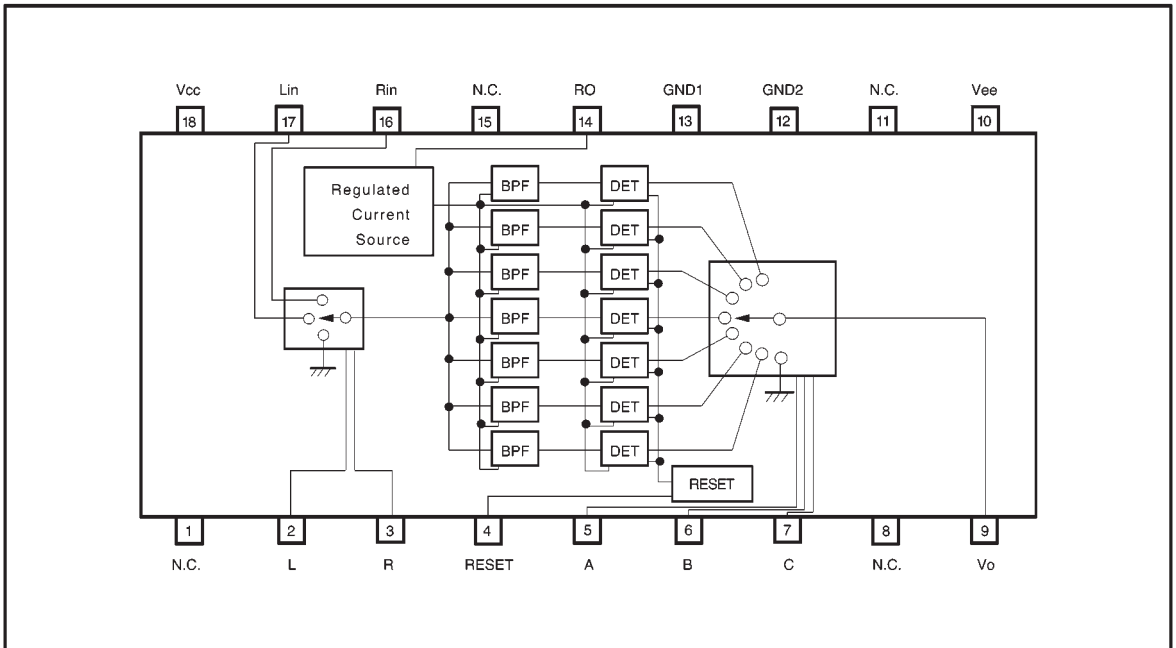 Vcc Lin Rin N.C. RO GND1 GND2 N.C. Vee
18 17 16 15 14 13 12 11 10
Regulated
Current
Source
BPF DET
BPF DET
BPF DET
BPF DET
BPF DET
BPF DET
BPF DET
RESET
1 2 3 4 5 6 7 8 9
N.C. L R RESET A B C N.C. Vo